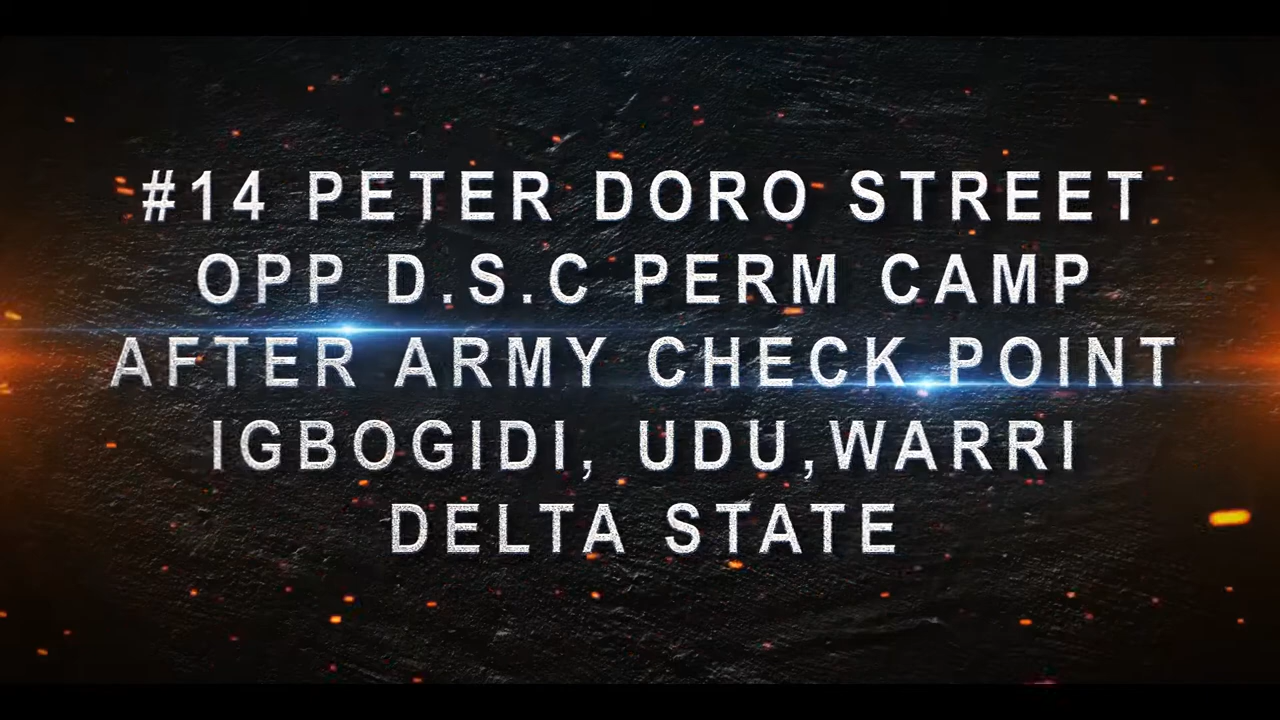 #14 PETER DORO STREET
OPP D.S.C PERM CAMP
AFTER ARMY CHECK POINT
IGBOGIDI, UDU,WARRI
DELTA STATE